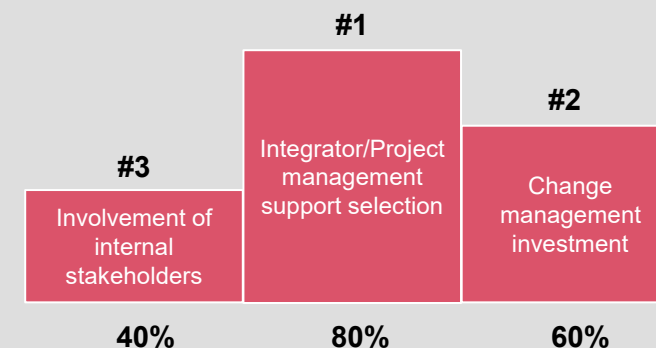 #1
#2
#3
Integrator/Project
management
support selection
Change
management
investment
Involvement of
internal
stakeholders
40%
80%
60%